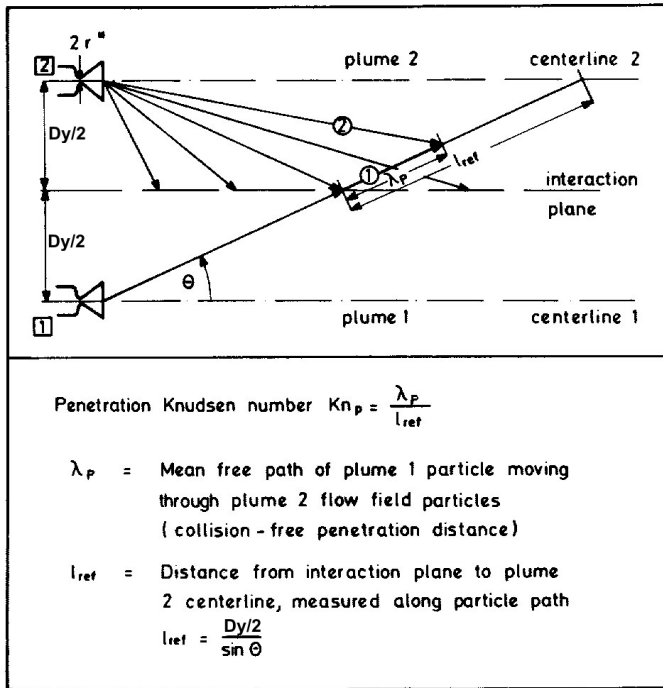 2 r*
2
plume 2
centerline 2
Dy/2
2
1
λP
lref
interaction
plane
Dy/2
θ
1
plume 1
centerline 1
Penetration Knudsen number Knp = λP / lref
λP = Mean free path of plume 1 particle moving
through plume 2 flow field particles
( collision - free penetration distance )
lref = Distance from interaction plane to plume
2 centerline, measured along particle path
lref = Dy/2 / sin θ